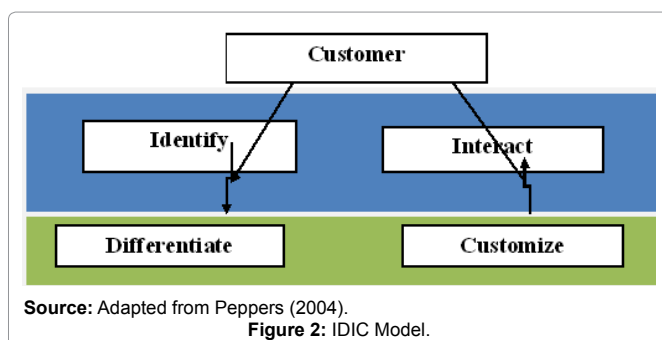 Customer
Identify Interact
Differentiate Customize
Source: Adapted from Peppers (2004).
Figure 2: IDIC Model.